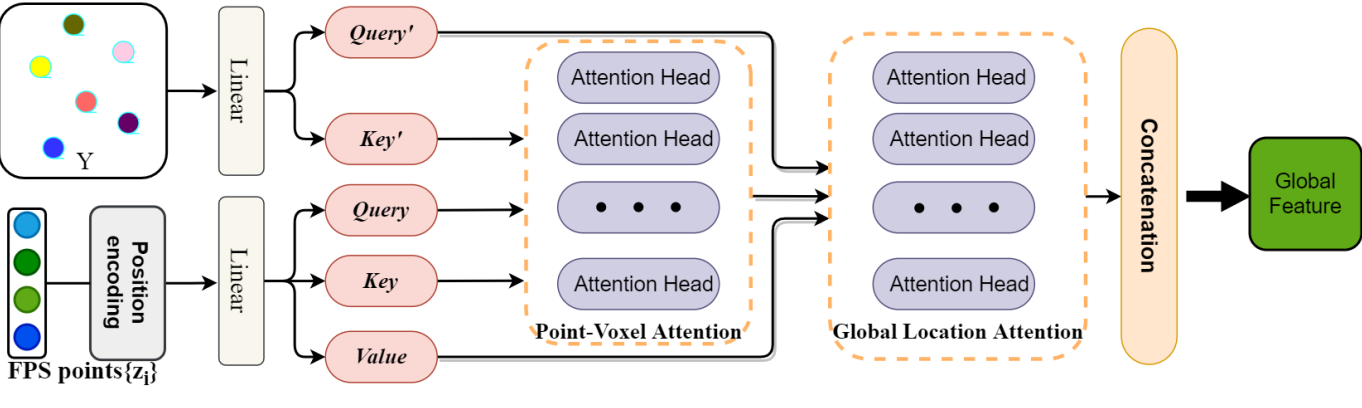 Y
Linear
Query'
Key'
FPS points{z_i}
Position
encoding
Linear
Query
Key
Value
Attention Head
Attention Head
• • •
Attention Head
Point-Voxel Attention
Attention Head
Attention Head
• • •
Attention Head
Global Location Attention
Concatenation
Global
Feature